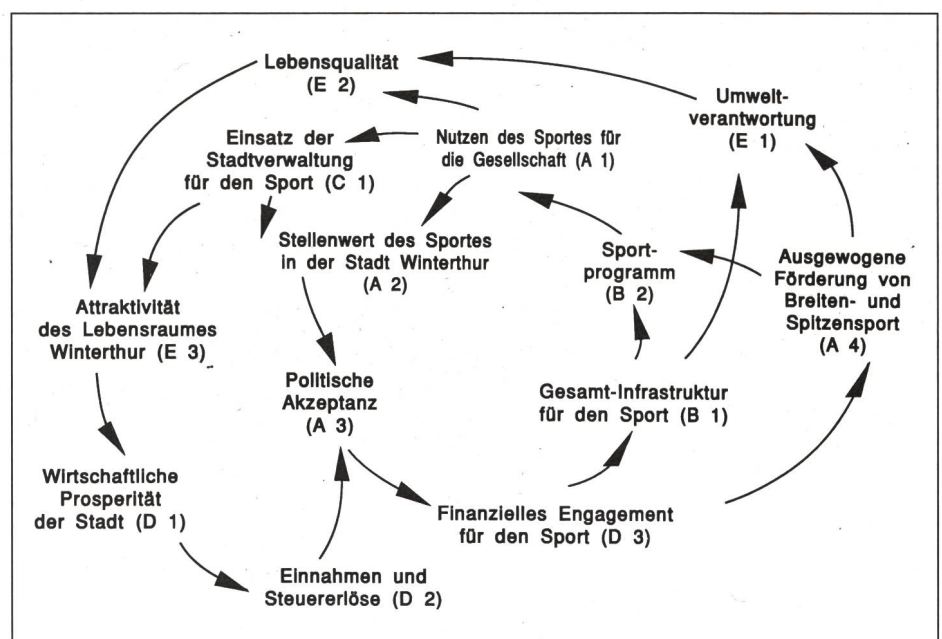 Lebensqualität
(E 2)
Umwelt-
verantwortung
(E 1)
Einsatz der
Stadtverwaltung
für den Sport (C 1)
Nutzen des Sportes für
die Gesellschaft (A 1)
Stellenwert des Sportes
in der Stadt Winterthur
(A 2)
Sport-
programm
(B 2)
Ausgewogene
Förderung von
Breiten- und
Spitzensport
(A 4)
Attraktivität
des Lebensraumes
Winterthur (E 3)
Politische
Akzeptanz
(A 3)
Gesamt-Infrastruktur
für den Sport (B 1)
Wirtschaftliche
Prosperität
der Stadt (D 1)
Finanzielles Engagement
für den Sport (D 3)
Einnahmen und
Steuererlöse (D 2)